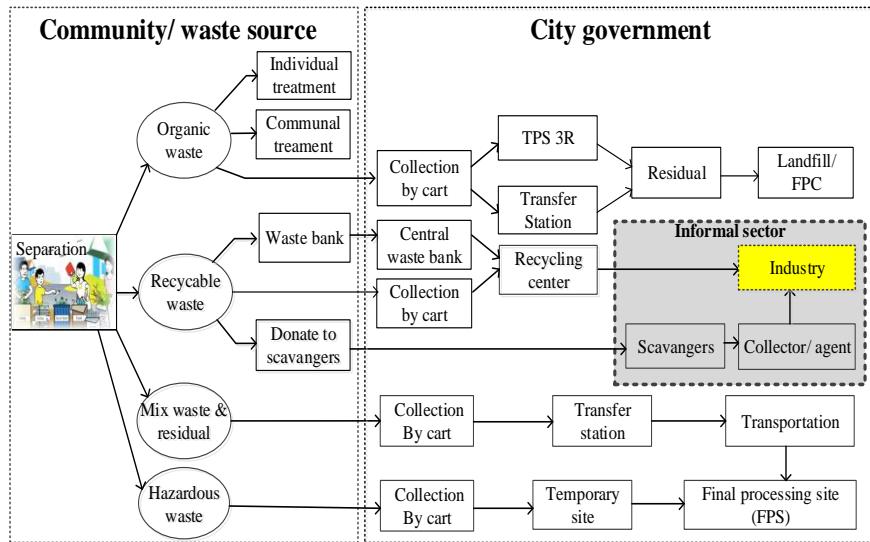 Community/ waste source
City government
Individual
treatment
Organic
waste
Communal
treament
TPS 3R
Collection
by cart
Residual
Landfill/
FPC
Transfer
Station
Separation
Waste bank
Central
waste bank
Informal sector
Recycling
center
Industry
Recycable
waste
Collection
by cart
Donate to
scavangers
Scavangers
Collector/ agent
Mix waste &
residual
Collection
By cart
Transfer
station
Transportation
Hazardous
waste
Collection
By cart
Temporary
site
Final processing site
(FPS)